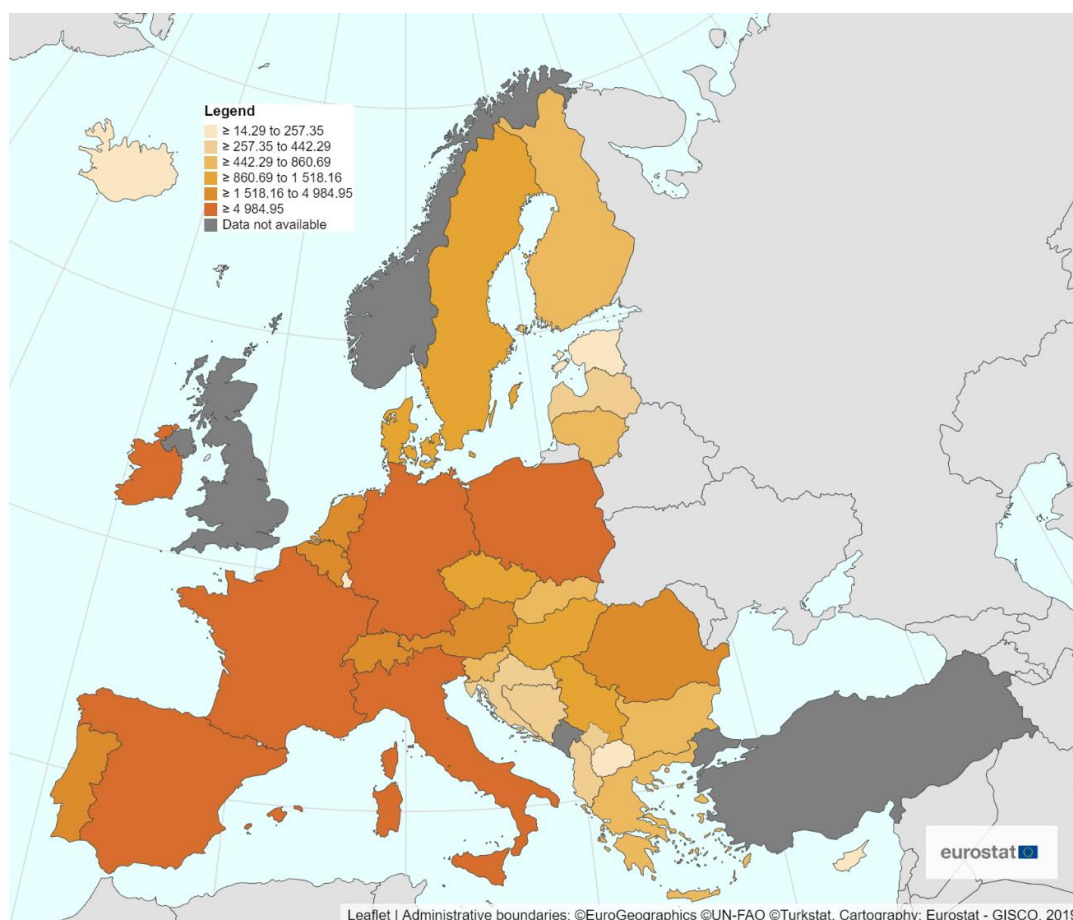 Legend
≥ 14.29 to 257.35
≥ 257.35 to 442.29
≥ 442.29 to 860.69
≥ 860.69 to 1 518.16
≥ 1 518.16 to 4 984.95
≥ 4 984.95
Data not available
eurostat
Leaflet | Administrative boundaries: ©EuroGeographics ©UN-FAO ©Turkstat, Cartography: Eurostat - GISCO, 2019